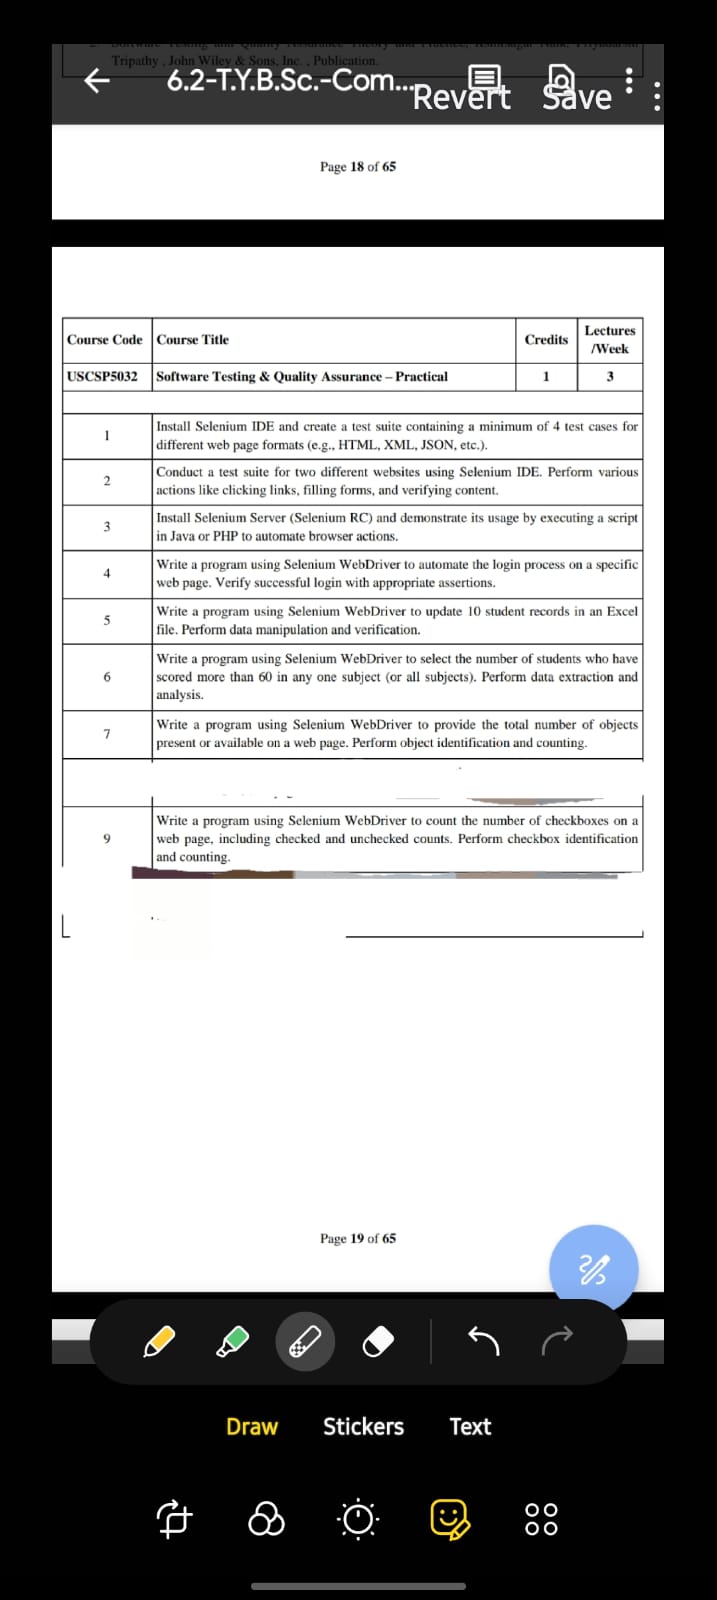 Tripathy , John Wiley & Sons, Inc. , Publication.
6.2-T.Y.B.Sc.-Com...
Revert Save
Page 18 of 65
Course Code Course Title Credits Lectures /Week
USCSP5032 Software Testing & Quality Assurance – Practical 1 3
1 Install Selenium IDE and create a test suite containing a minimum of 4 test cases for
different web page formats (e.g., HTML, XML, JSON, etc.).
2 Conduct a test suite for two different websites using Selenium IDE. Perform various
actions like clicking links, filling forms, and verifying content.
3 Install Selenium Server (Selenium RC) and demonstrate its usage by executing a script
in Java or PHP to automate browser actions.
4 Write a program using Selenium WebDriver to automate the login process on a specific
web page. Verify successful login with appropriate assertions.
5 Write a program using Selenium WebDriver to update 10 student records in an Excel
file. Perform data manipulation and verification.
6 Write a program using Selenium WebDriver to select the number of students who have
scored more than 60 in any one subject (or all subjects). Perform data extraction and
analysis.
7 Write a program using Selenium WebDriver to provide the total number of objects
present or available on a web page. Perform object identification and counting.
9 Write a program using Selenium WebDriver to count the number of checkboxes on a
web page, including checked and unchecked counts. Perform checkbox identification
and counting.
Page 19 of 65
Draw Stickers Text